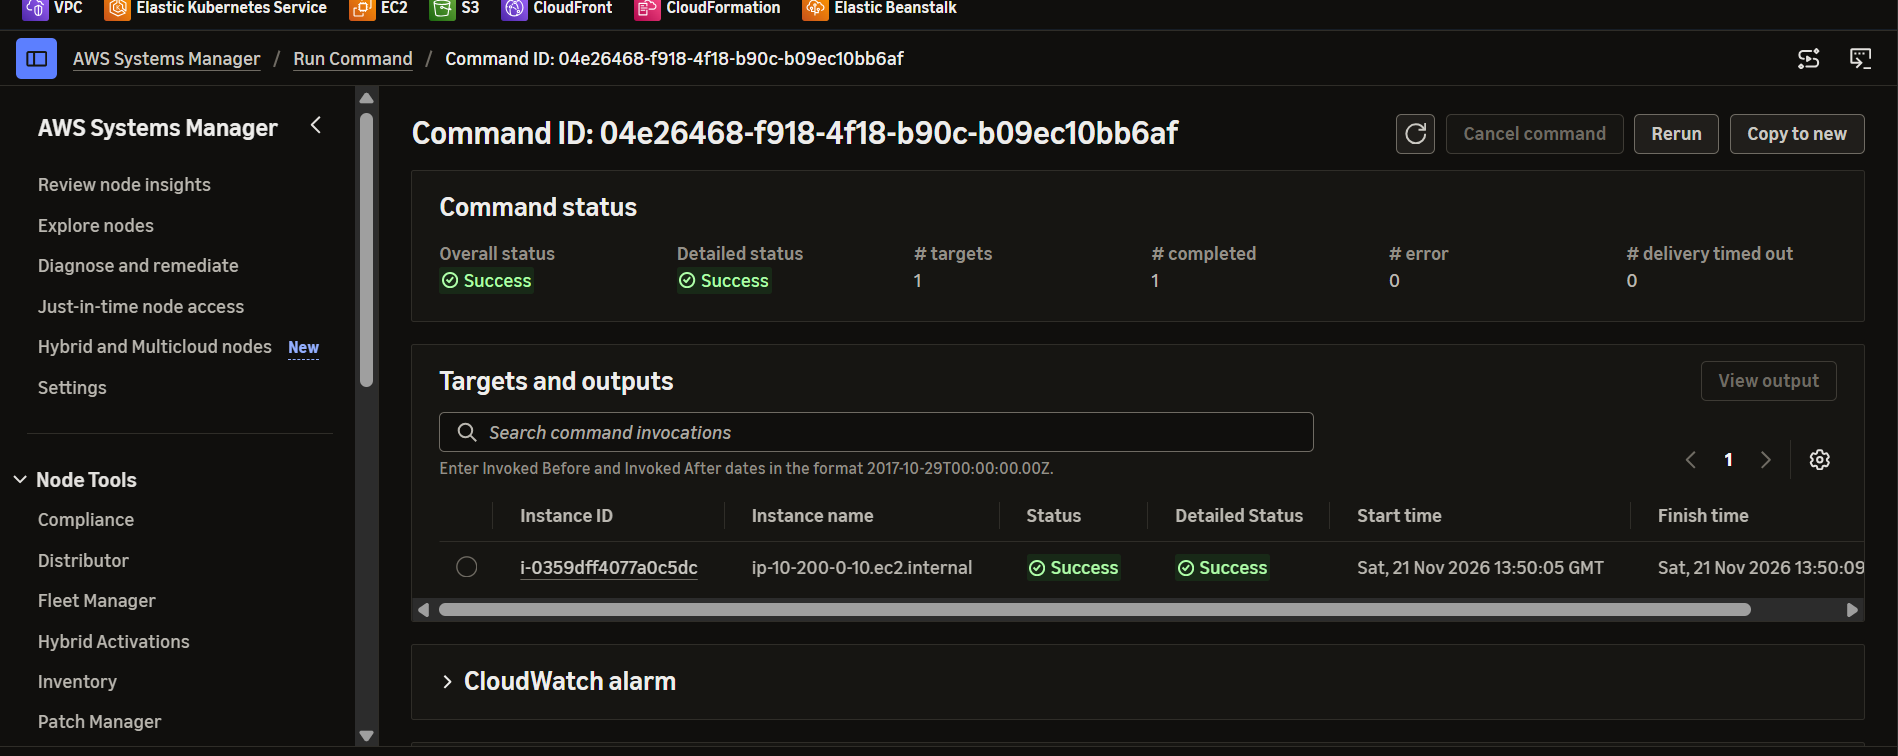 VPC Elastic Kubernetes Service EC2 S3 CloudFront CloudFormation Elastic Beanstalk
AWS Systems Manager / Run Command / Command ID: 04e26468-f918-4f18-b90c-b09ec10bb6af
AWS Systems Manager
Review node insights
Explore nodes
Diagnose and remediate
Just-in-time node access
Hybrid and Multicloud nodes New
Settings
Node Tools
Compliance
Distributor
Fleet Manager
Hybrid Activations
Inventory
Patch Manager
Command ID: 04e26468-f918-4f18-b90c-b09ec10bb6af
Cancel command Rerun Copy to new
Command status
Overall status Detailed status # targets # completed # error # delivery timed out
Success Success 1 1 0 0
Targets and outputs
View output
Search command invocations
Enter Invoked Before and Invoked After dates in the format 2017-10-29T00:00:00.00Z.
1
Instance ID Instance name Status Detailed Status Start time Finish time
i-0359dff4077a0c5dc ip-10-200-0-10.ec2.internal Success Success Sat, 21 Nov 2026 13:50:05 GMT Sat, 21 Nov 2026 13:50:09
CloudWatch alarm